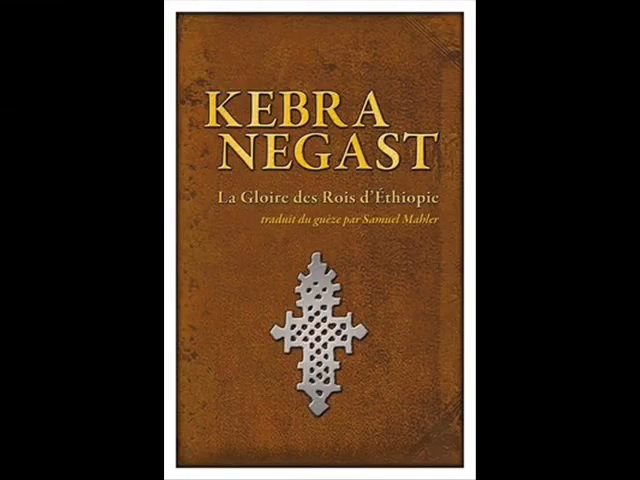 KEBRA
NEGAST
La Gloire des Rois d'Éthiopie
traduit du guèze par Samuel Mahler